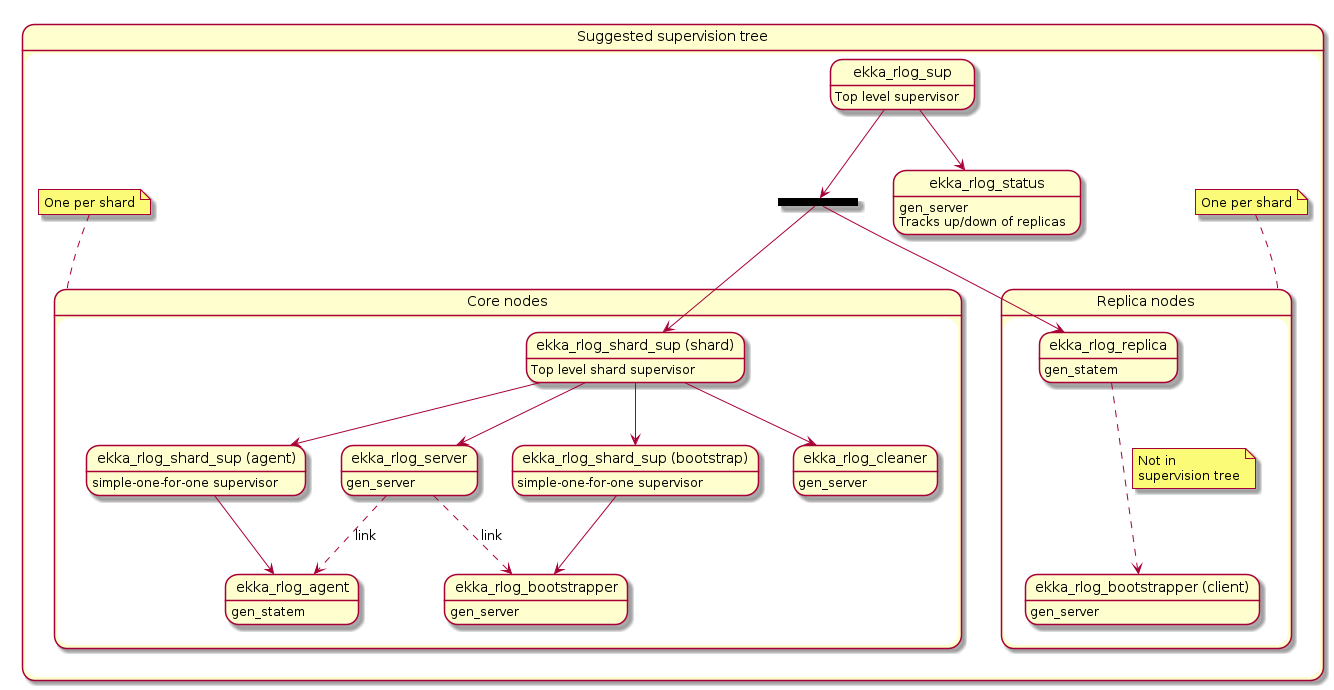 Suggested supervision tree
ekka_rlog_sup
Top level supervisor
ekka_rlog_status
gen_server
Tracks up/down of replicas
One per shard
One per shard
Core nodes
Replica nodes
ekka_rlog_shard_sup (shard)
Top level shard supervisor
ekka_rlog_replica
gen_statem
ekka_rlog_shard_sup (agent)
simple-one-for-one supervisor
ekka_rlog_server
gen_server
ekka_rlog_shard_sup (bootstrap)
simple-one-for-one supervisor
ekka_rlog_cleaner
gen_server
Not in
supervision tree
link
link
ekka_rlog_agent
gen_statem
ekka_rlog_bootstrapper
gen_server
ekka_rlog_bootstrapper (client)
gen_server